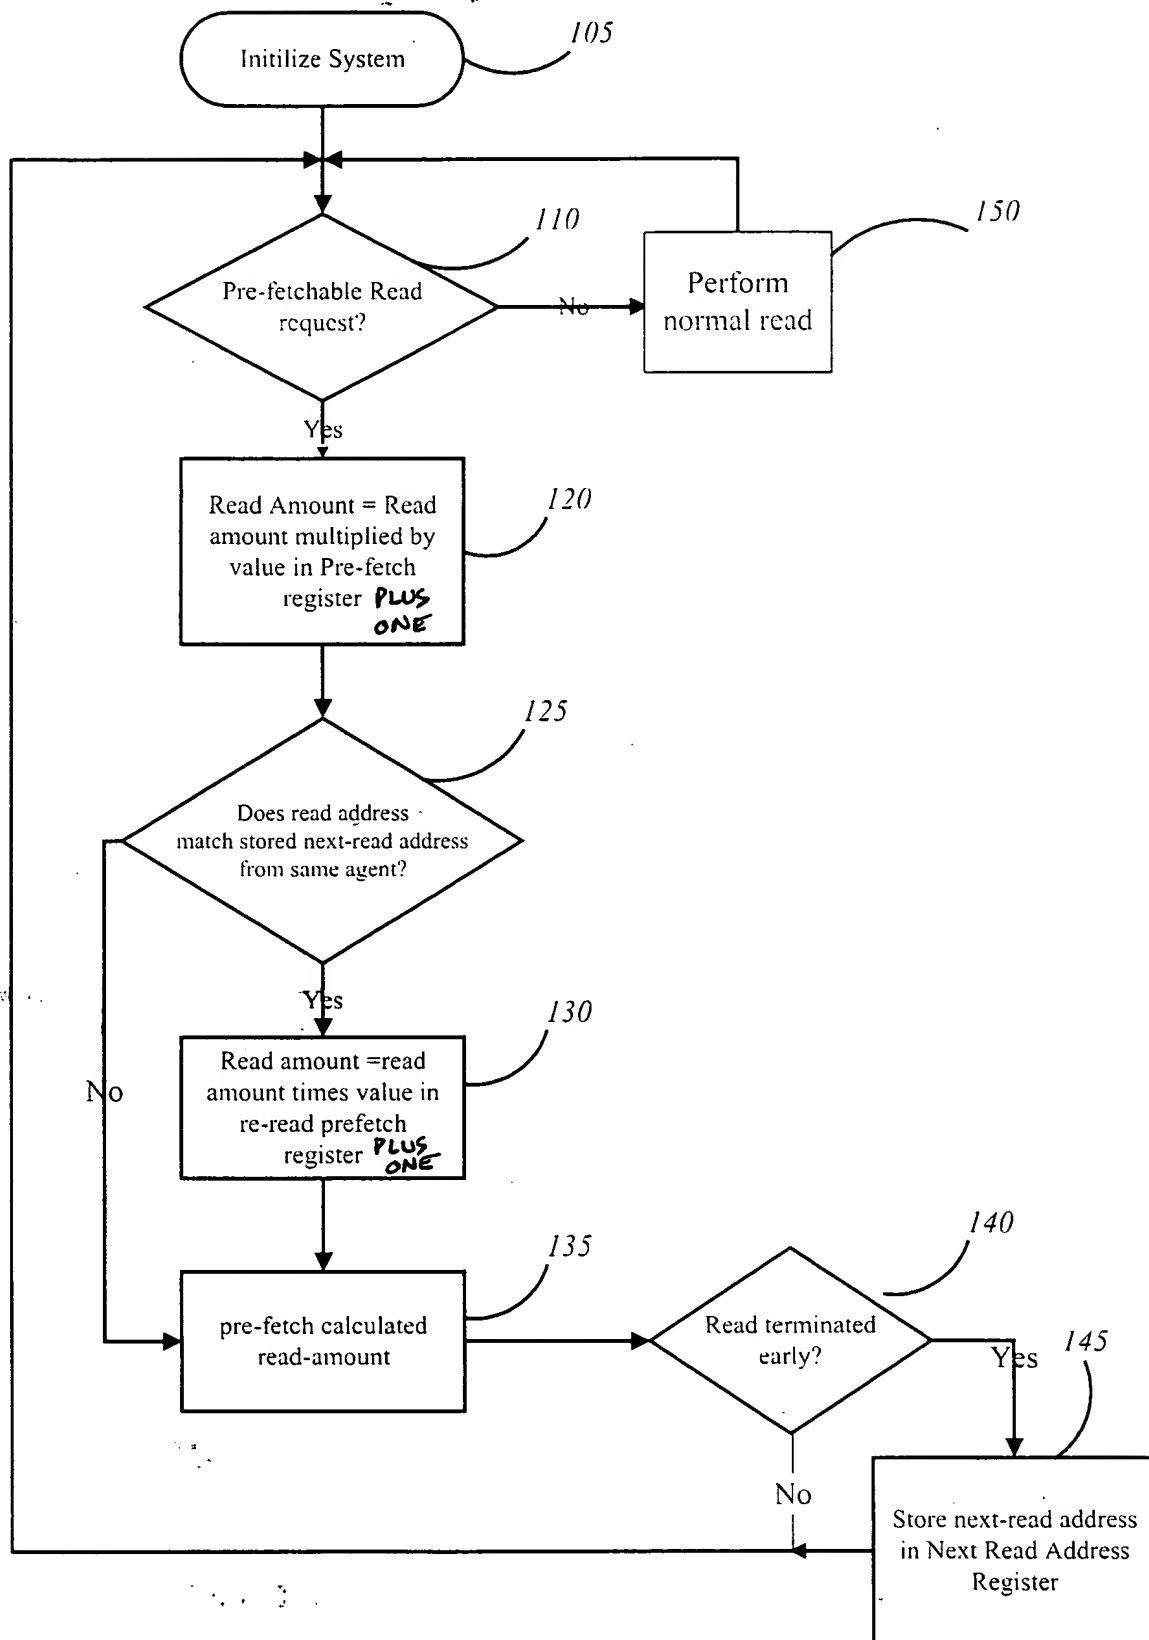 Initilize System
105
110
Pre-fetchable Read
request?
No
150
Perform
normal read
Yes
120
Read Amount = Read
amount multiplied by
value in Pre-fetch
register PLUS
ONE
125
Does read address
match stored next-read address
from same agent?
Yes
No
130
Read amount =read
amount times value in
re-read prefetch
register PLUS
ONE
135
pre-fetch calculated
read-amount
140
Read terminated
early?
Yes
145
No
Store next-read address
in Next Read Address
Register